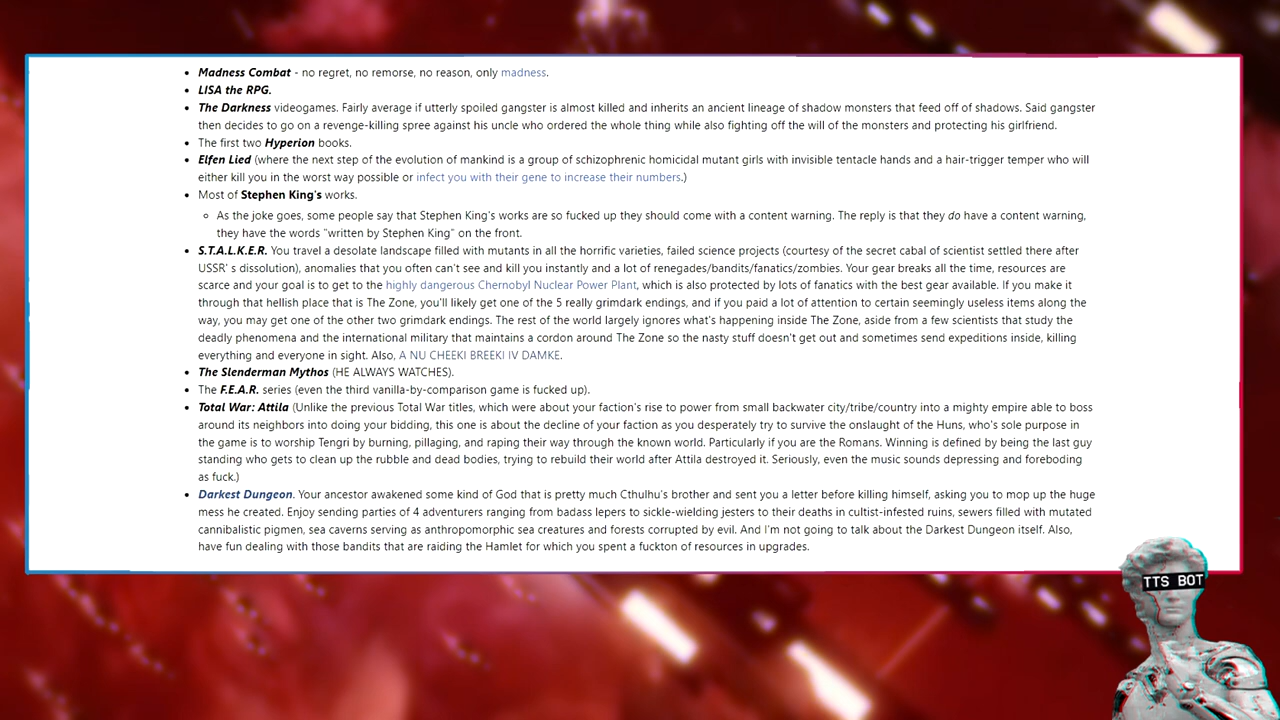 Madness Combat - no regret, no remorse, no reason, only madness.
LISA the RPG.
The Darkness videogames. Fairly average if utterly spoiled gangster is almost killed and inherits an ancient lineage of shadow monsters that feed off of shadows. Said gangster
then decides to go on a revenge-killing spree against his uncle who ordered the whole thing while also fighting off the will of the monsters and protecting his girlfriend.
The first two Hyperion books.
Elfen Lied (where the next step of the evolution of mankind is a group of schizophrenic homicidal mutant girls with invisible tentacle hands and a hair-trigger temper who will
either kill you in the worst way possible or infect you with their gene to increase their numbers.)
Most of Stephen King's works.
As the joke goes, some people say that Stephen King's works are so fucked up they should come with a content warning. The reply is that they do have a content warning,
they have the words "written by Stephen King" on the front.
S.T.A.L.K.E.R. You travel a desolate landscape filled with mutants in all the horrific varieties, failed science projects (courtesy of the secret cabal of scientist settled there after
USSR' s dissolution), anomalies that you often can't see and kill you instantly and a lot of renegades/bandits/fanatics/zombies. Your gear breaks all the time, resources are
scarce and your goal is to get to the highly dangerous Chernobyl Nuclear Power Plant, which is also protected by lots of fanatics with the best gear available. If you make it
through that hellish place that is The Zone, you'll likely get one of the 5 really grimdark endings, and if you paid a lot of attention to certain seemingly useless items along the
way, you may get one of the other two grimdark endings. The rest of the world largely ignores what's happening inside The Zone, aside from a few scientists that study the
deadly phenomena and the international military that maintains a cordon around The Zone so the nasty stuff doesn't get out and sometimes send expeditions inside, killing
everything and everyone in sight. Also, A NU CHEEKI BREEKI IV DAMKE.
The Slenderman Mythos (HE ALWAYS WATCHES).
The F.E.A.R. series (even the third vanilla-by-comparison game is fucked up).
Total War: Attila (Unlike the previous Total War titles, which were about your faction's rise to power from small backwater city/tribe/country into a mighty empire able to boss
around its neighbors into doing your bidding, this one is about the decline of your faction as you desperately try to survive the onslaught of the Huns, who's sole purpose in
the game is to worship Tengri by burning, pillaging, and raping their way through the known world. Particularly if you are the Romans. Winning is defined by being the last guy
standing who gets to clean up the rubble and dead bodies, trying to rebuild their world after Attila destroyed it. Seriously, even the music sounds depressing and foreboding
as fuck.)
Darkest Dungeon. Your ancestor awakened some kind of God that is pretty much Cthulhu's brother and sent you a letter before killing himself, asking you to mop up the huge
mess he created. Enjoy sending parties of 4 adventurers ranging from badass lepers to sickle-wielding jesters to their deaths in cultist-infested ruins, sewers filled with mutated
cannibalistic pigmen, sea caverns serving as anthropomorphic sea creatures and forests corrupted by evil. And I'm not going to talk about the Darkest Dungeon itself. Also,
have fun dealing with those bandits that are raiding the Hamlet for which you spent a fuckton of resources in upgrades.
TTS BOT